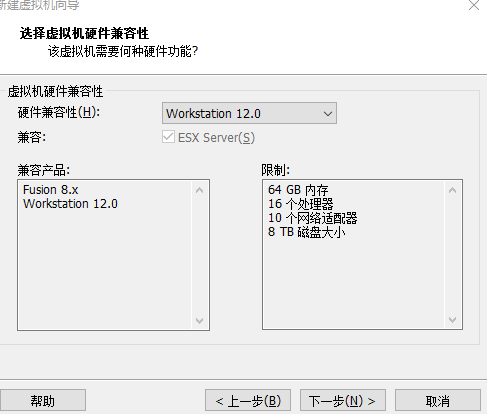 新建虚拟机向导
选择虚拟机硬件兼容性
该虚拟机需要何种硬件功能?
虚拟机硬件兼容性
硬件兼容性(H):
Workstation 12.0
兼容:
ESX Server(S)
兼容产品:
限制:
Fusion 8.x
Workstation 12.0
64 GB 内存
16 个处理器
10 个网络适配器
8 TB 磁盘大小
帮助
< 上一步(B)
下一步(N) >
取消